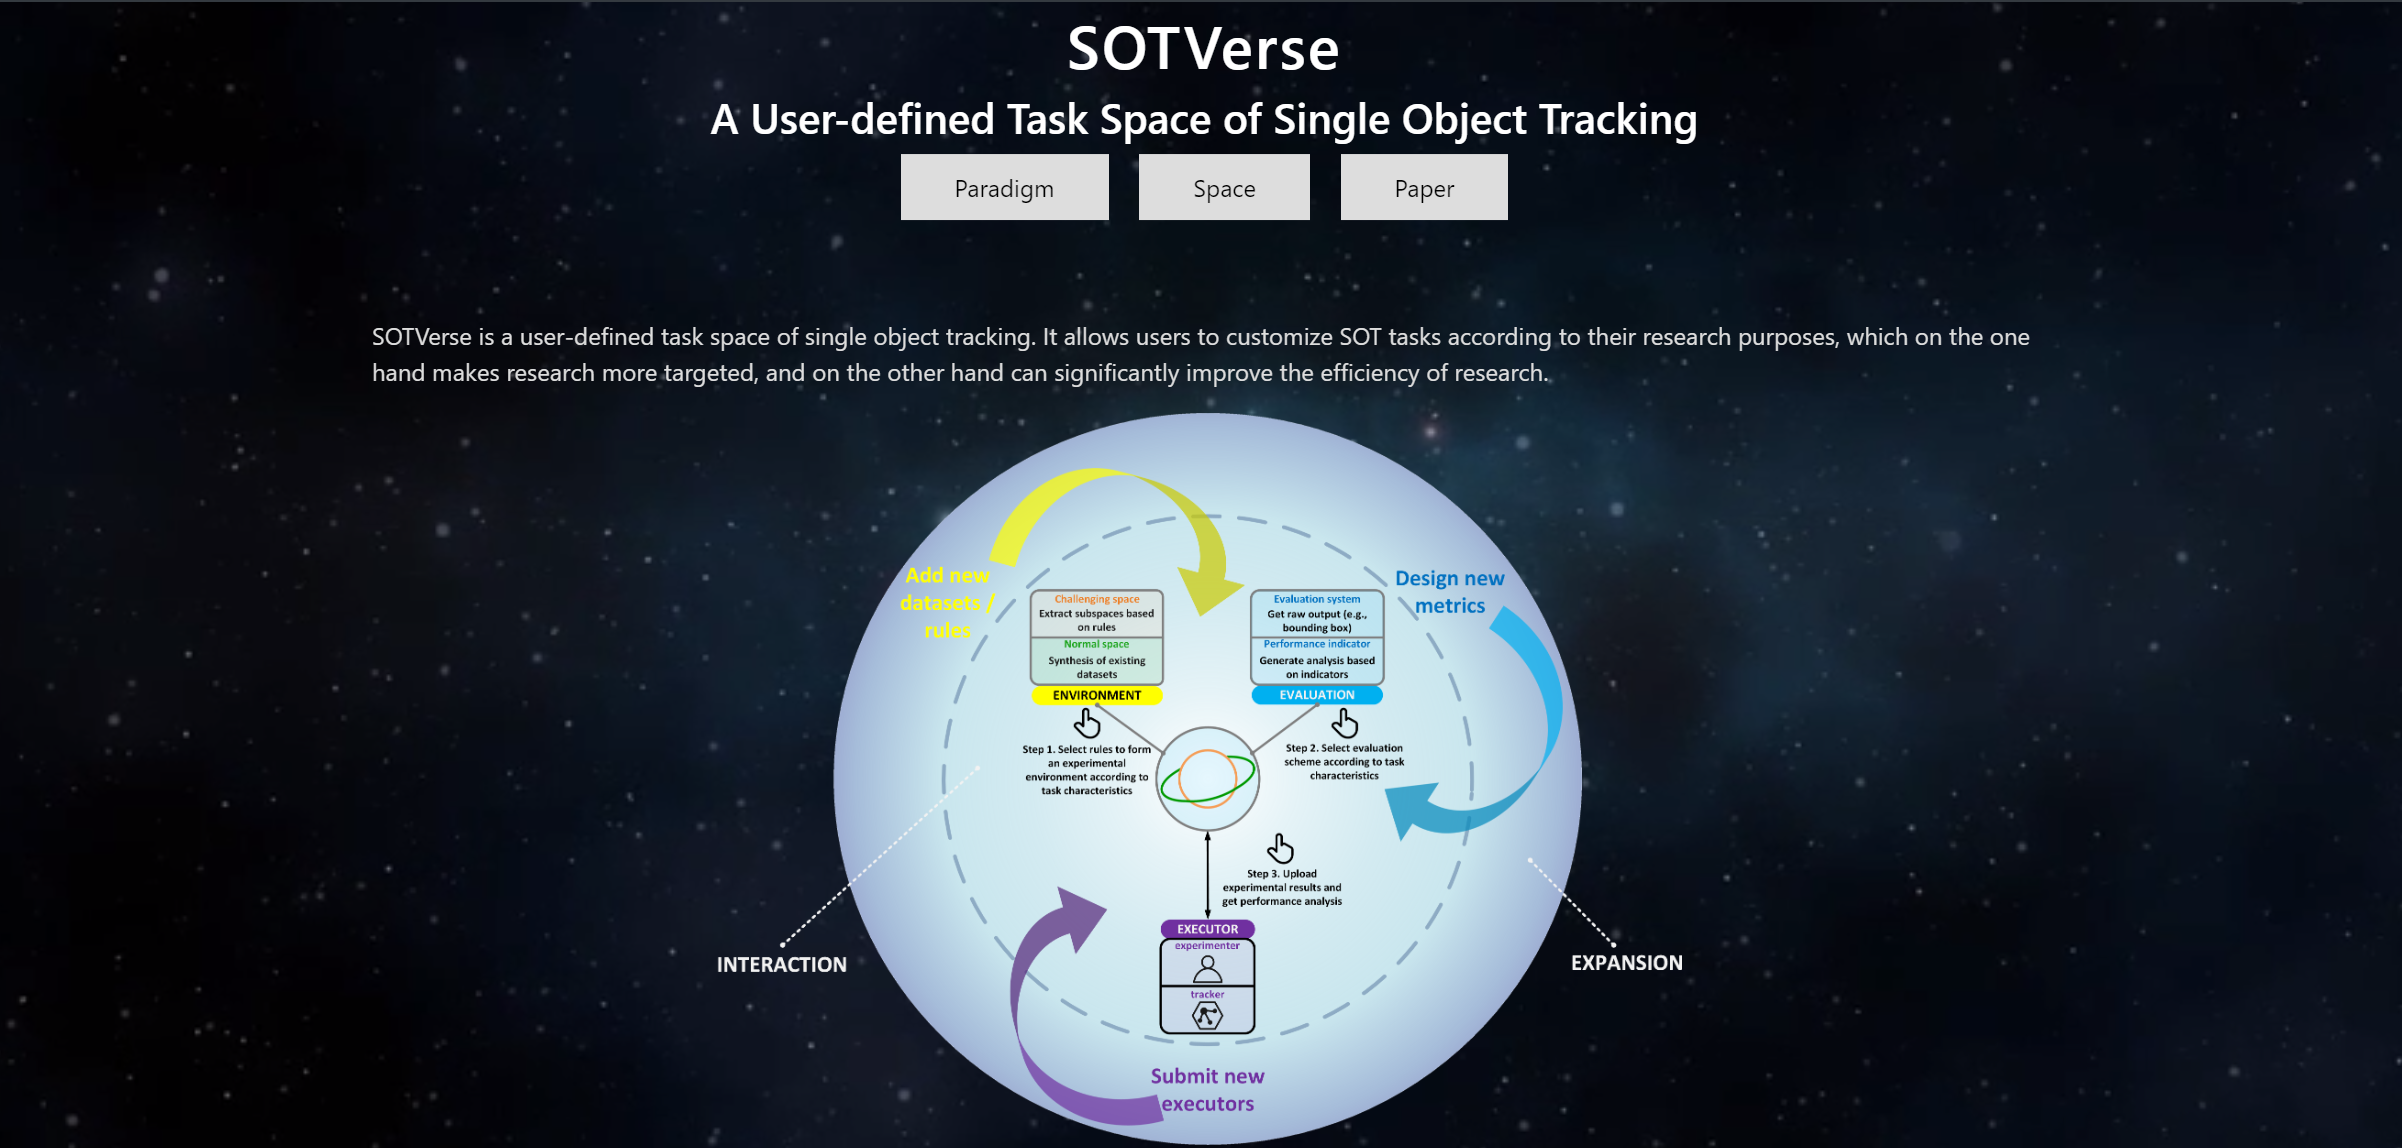 SOTVerse
A User-defined Task Space of Single Object Tracking
Paradigm
Space
Paper
SOTVerse is a user-defined task space of single object tracking. It allows users to customize SOT tasks according to their research purposes, which on the one
hand makes research more targeted, and on the other hand can significantly improve the efficiency of research.
Add new
datasets /
rules
Challenging space
Extract subspaces based
on rules
Normal space
Synthesis of existing
datasets
ENVIRONMENT
Step 1. Select rules to form
an experimental
environment according to
task characteristics
Evaluation system
Get raw output (e.g.,
bounding box)
Performance indicator
Generate analysis based
on indicators
EVALUATION
Step 2. Select evaluation
scheme according to task
characteristics
Design new
metrics
Step 3. Upload
experimental results and
get performance analysis
EXECUTOR
experimenter
tracker
INTERACTION
EXPANSION
Submit new
executors